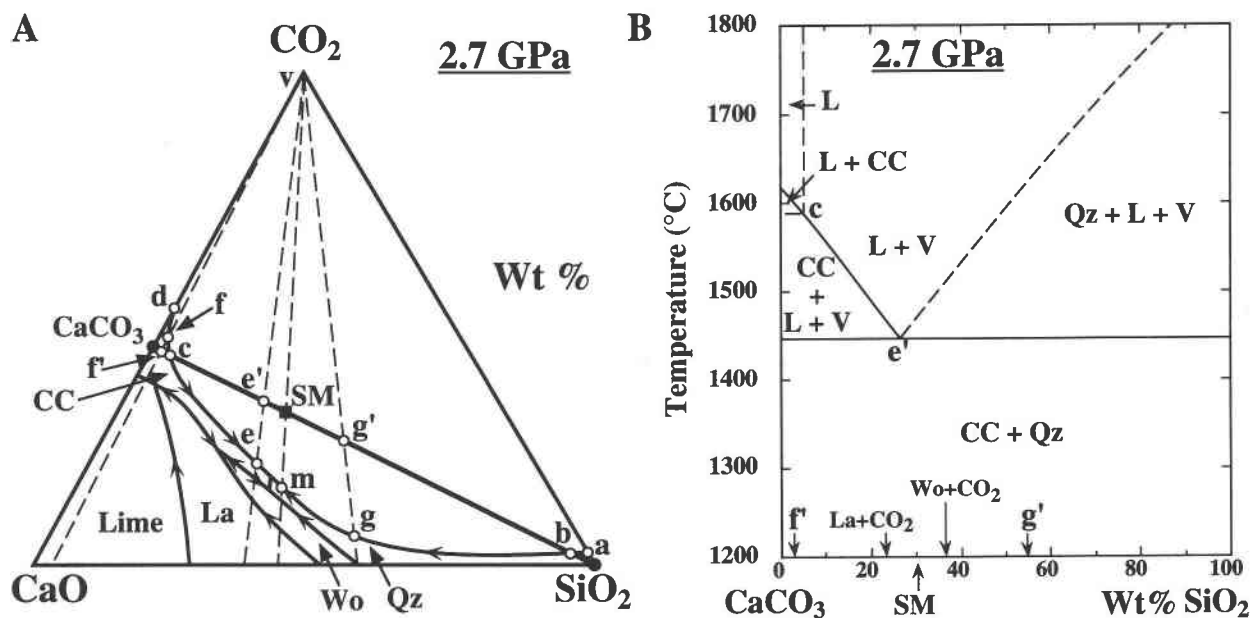 A
CO₂
2.7 GPa
v
Wt %
d
f
CaCO₃
c
f'
CC
e'
SM
g'
e
m
Lime
La
g
b
a
CaO
Wo
Qz
SiO₂
B
1800
2.7 GPa
1700
L
L + CC
1600
c
Qz + L + V
L + V
CC
+
L + V
1500
e'
1400
CC + Qz
1300
Wo+CO₂
f'
La+CO₂
g'
1200
Temperature (°C)
0 20 40 60 80 100
CaCO₃ SM Wt% SiO₂